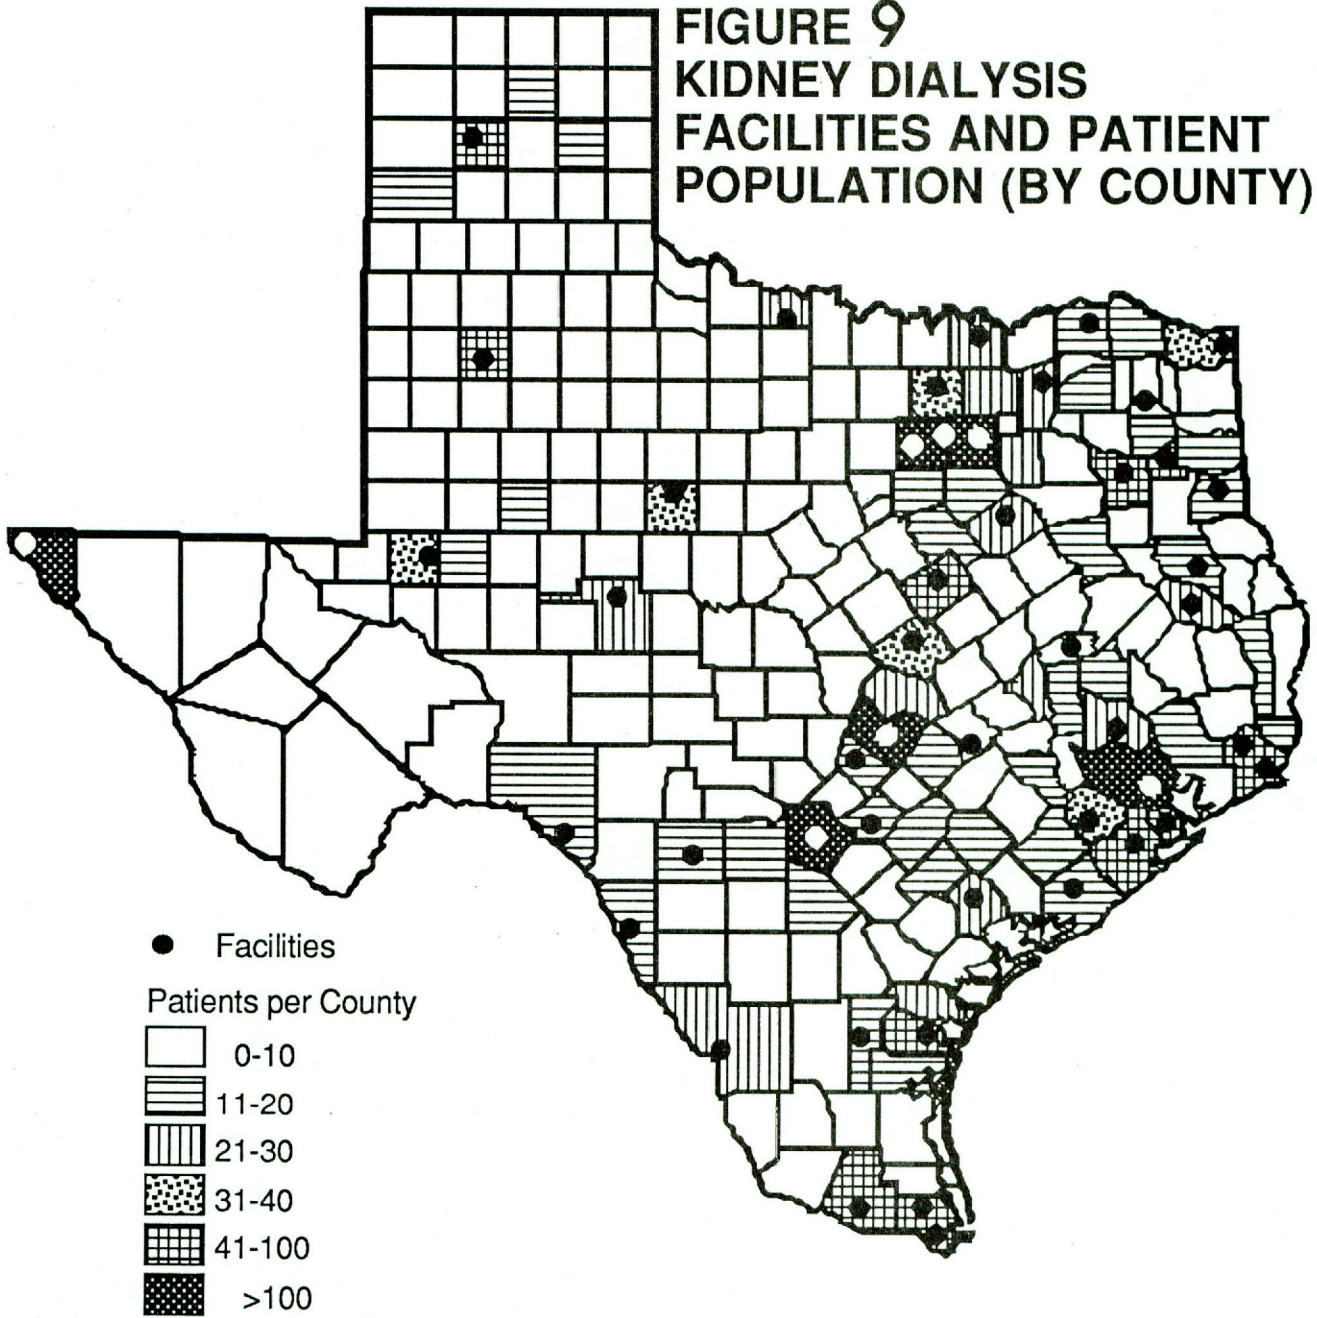 FIGURE 9
KIDNEY DIALYSIS
FACILITIES AND PATIENT
POPULATION (BY COUNTY)
Facilities
Patients per County
0-10
11-20
21-30
31-40
41-100
>100